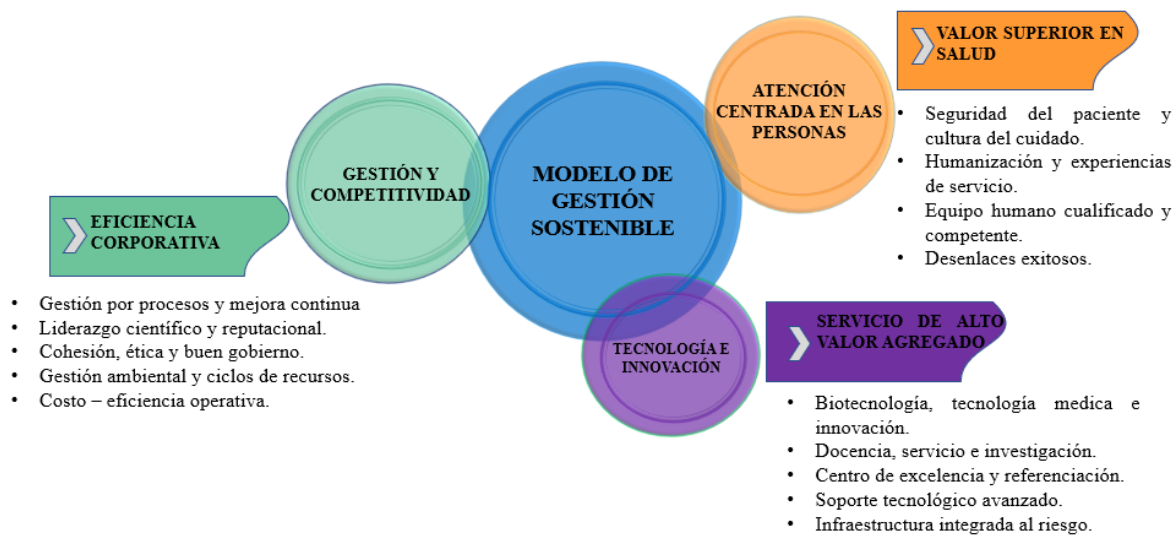 MODELO DE
GESTIÓN
SOSTENIBLE
GESTIÓN Y
COMPETITIVIDAD
EFICIENCIA
CORPORATIVA
• Gestión por procesos y mejora continua
• Liderazgo científico y reputacional.
• Cohesión, ética y buen gobierno.
• Gestión ambiental y ciclos de recursos.
• Costo – eficiencia operativa.
ATENCIÓN
CENTRADA EN LAS
PERSONAS
VALOR SUPERIOR EN
SALUD
• Seguridad del paciente y
cultura del cuidado.
• Humanización y experiencias
de servicio.
• Equipo humano cualificado y
competente.
• Desenlaces exitosos.
TECNOLOGÍA E
INNOVACIÓN
SERVICIO DE ALTO
VALOR AGREGADO
• Biotecnología, tecnología medica e
innovación.
• Docencia, servicio e investigación.
• Centro de excelencia y referenciación.
• Soporte tecnológico avanzado.
• Infraestructura integrada al riesgo.